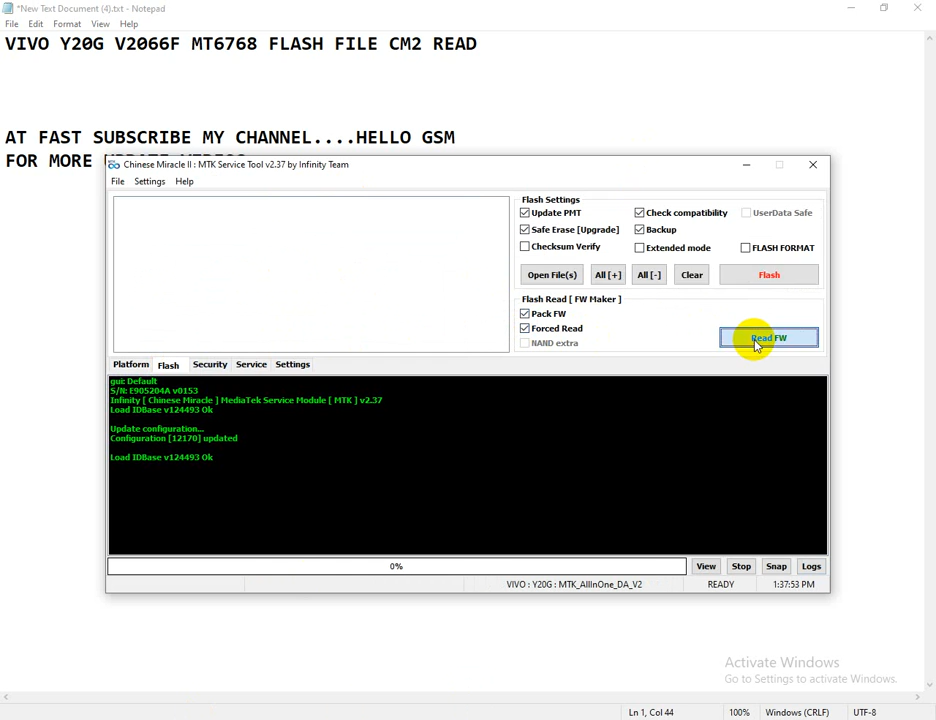 *New Text Document (4).txt - Notepad
File Edit Format View Help
VIVO Y20G V2066F MT6768 FLASH FILE CM2 READ
AT FAST SUBSCRIBE MY CHANNEL....HELLO GSM
FOR MORE
Chinese Miracle II : MTK Service Tool v2.37 by Infinity Team
File Settings Help
Flash Settings
Update PMT Check compatibility UserData Safe
Safe Erase [Upgrade] Backup
Checksum Verify Extended mode FLASH FORMAT
Open File(s) All [+] All [-] Clear Flash
Flash Read [ FW Maker ]
Pack FW
Forced Read
NAND extra
Read FW
Platform Flash Security Service Settings
gui: Default
S/N: E905204A v0153
Infinity [ Chinese Miracle ] MediaTek Service Module [ MTK ] v2.37
Load IDBase v124493 Ok
Update configuration...
Configuration [12170] updated
Load IDBase v124493 Ok
0% View Stop Snap Logs
VIVO : Y20G : MTK_AllInOne_DA_V2 READY 1:37:53 PM
Activate Windows
Go to Settings to activate Windows.
Ln 1, Col 44 100% Windows (CRLF) UTF-8